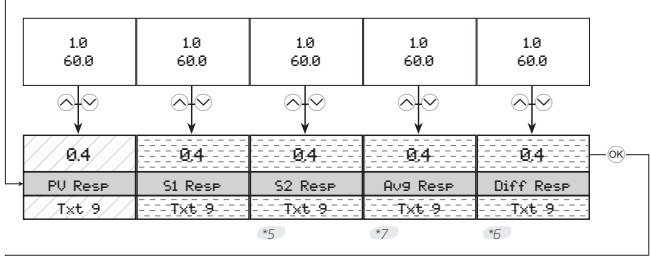 1.0 1.0 1.0 1.0 1.0
60.0 60.0 60.0 60.0 60.0
0.4 0.4 0.4 0.4 0.4
OK
PV Resp S1 Resp S2 Resp Avg Resp Diff Resp
Txt 9 Txt 9 Txt 9 Txt 9 Txt 9
*5 *7 *6